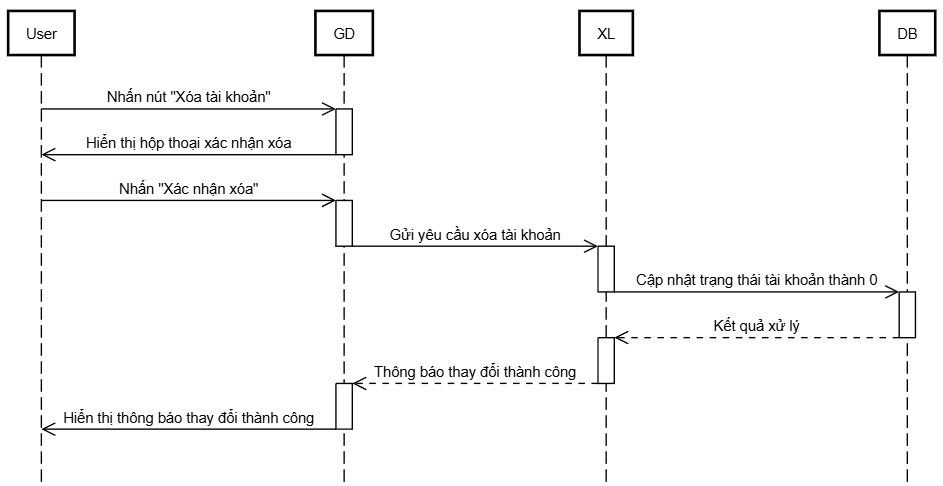 User
GD
XL
DB
Nhấn nút "Xóa tài khoản"
Hiển thị hộp thoại xác nhận xóa
Nhấn "Xác nhận xóa"
Gửi yêu cầu xóa tài khoản
Cập nhật trạng thái tài khoản thành 0
Kết quả xử lý
Thông báo thay đổi thành công
Hiển thị thông báo thay đổi thành công